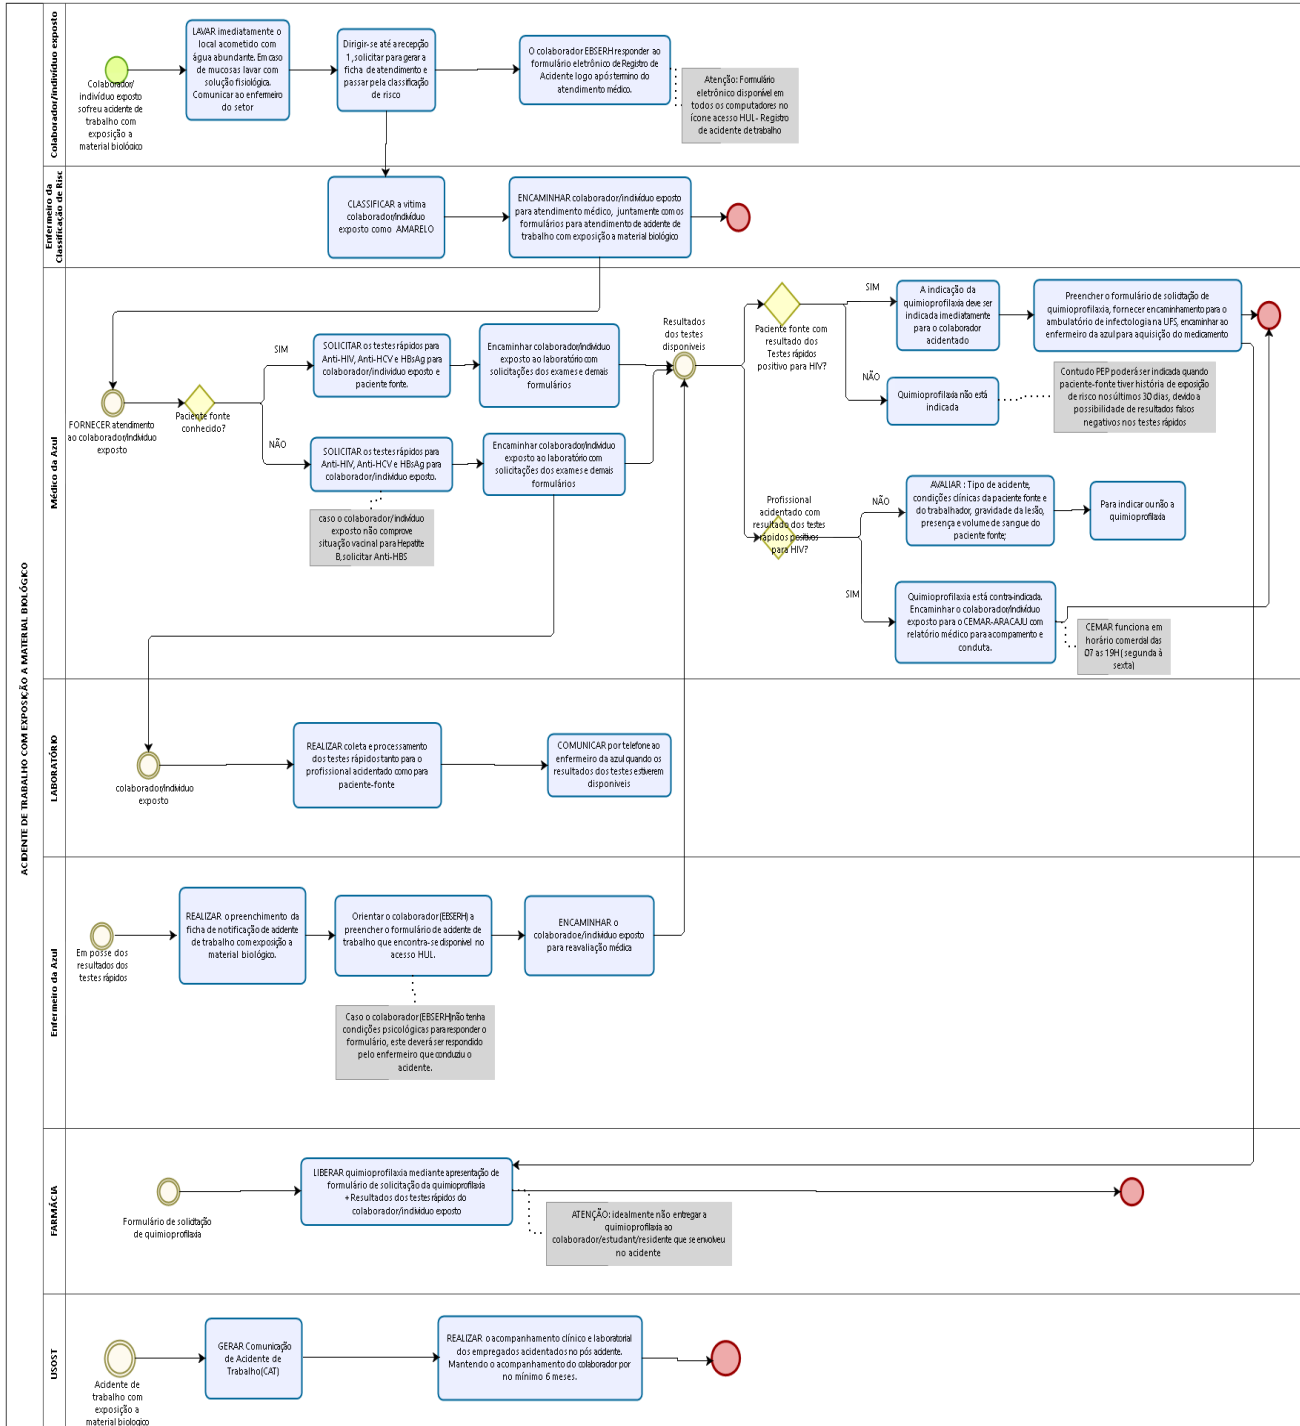 ACIDENTE DE TRABALHO COM EXPOSIÇÃO A MATERIAL BIOLÓGICO
Colaborador/indivíduo exposto
Colaborador/
indivíduo exposto
sofreu acidente de
trabalho com
exposição a
material biológico
LAVAR imediatamente o
local acometido com
água abundante. Em caso
de mucosas lavar com
solução fisiológica.
Comunicar ao enfermeiro
do setor
Dirigir-se até a recepção
1 ,solicitar para gerar a
ficha de atendimento e
passar pela classificação
de risco
O colaborador EBSERH responder ao
formulário eletrônico de Registro de
Acidente logo após termino do
atendimento médico.
Atenção: Formulário
eletrônico disponível em
todos os computadores no
ícone acesso HUL- Registro
de acidente de trabalho
Enfermeiro da
Classificação de Risc
CLASSIFICAR a vitima
colaborador/indivíduo
exposto como AMARELO
ENCAMINHAR colaborador/indivíduo exposto
para atendimento médico, juntamente com os
formulários para atendimento de acidente de
trabalho com exposição a material biológico
Médico da Azul
FORNECER atendimento
ao colaborador/individuo
exposto
Paciente fonte
conhecido?
SIM
SOLICITAR os testes rápidos para
Anti-HIV, Anti-HCV e HBsAg para
colaborador/individuo exposto e
paciente fonte.
Encaminhar colaborador/individuo
exposto ao laboratório com
solicitações dos exames e demais
formulários
NÃO
SOLICITAR os testes rápidos para
Anti-HIV, Anti-HCV e HBsAg para
colaborador/individuo exposto.
Encaminhar colaborador/individuo
exposto ao laboratório com
solicitações dos exames e demais
formulários
caso o colaborador/indivíduo
exposto não comprove
situação vacinal para Hepatite
B,solicitar Anti-HBS
Resultados
dos testes
disponiveis
Paciente fonte com
resultado dos
Testes rápidos
positivo para HIV?
SIM
A indicação da
quimioprofilaxia deve ser
indicada imediatamente
para o colaborador
acidentado
Preencher o formulário de solicitação de
quimioprofilaxia, fornecer encaminhamento para o
ambulatório de infectologia na UFS, encaminhar ao
enfermeiro da azul para aquisição do medicamento
NÃO
Quimioprofilaxia não está
indicada
Contudo PEP poderá ser indicada quando
paciente-fonte tiver história de exposição
de risco nos últimos 30 dias, devido a
possibilidade de resultados falsos
negativos nos testes rápidos
Profissional
acidentado com
resultado dos testes
rápidos positivos
para HIV?
NÃO
AVALIAR : Tipo de acidente,
condições clínicas da paciente fonte e
do trabalhador, gravidade da lesão,
presença e volume de sangue do
paciente fonte;
Para indicar ou não a
quimioprofilaxia
SIM
Quimioprofilaxia está contra-indicada.
Encaminhar o colaborador/indivíduo
exposto para o CEMAR-ARACAJU com
relatório médico para acompamento e
conduta.
CEMAR funciona em
horário comercial das
07 as 19H ( segunda à
sexta)
LABORATÓRIO
colaborador/individuo
exposto
REALIZAR coleta e processamento
dos testes rápidos tanto para o
profissional acidentado como para
paciente-fonte
COMUNICAR por telefone ao
enfermeiro da azul quando os
resultados dos testes estiverem
disponíveis
Enfermeiro da Azul
Em posse dos
resultados dos
testes rápidos
REALIZAR o preenchimento da
ficha de notificação de acidente
de trabalho com exposição a
material biológico.
Orientar o colaborador (EBSERH) a
preencher o formulário de acidente de
trabalho que encontra-se disponivel no
acesso HUL.
ENCAMINHAR o
colaboradoe/individuo exposto
para reavaliação médica
Caso o colaborador (EBSERH)não tenha
condições psicológicas para responder o
formulário, este deverá ser respondido
pelo enfermeiro que conduziu o
acidente.
FARMÁCIA
Formulário de solicitação
de quimioprofilaxia
LIBERAR quimioprofilaxia mediante apresentação de
formulário de solicitação da quimioprofilaxia
+ Resultados dos testes rápidos do
colaborador/individuo exposto
ATENÇÃO: idealmente não entregar a
quimioprofilaxia ao
colaborador/estudant/residente que se envolveu
no acidente
USOST
Acidente de
trabalho com
exposição a
material biologico
GERAR Comunicação
de Acidente de
Trabalho(CAT)
REALIZAR o acompanhamento clínico e laboratorial
dos empregados acidentados no pós acidente.
Mantendo o acompanhamento do colaborador por
no mínimo 6 meses.